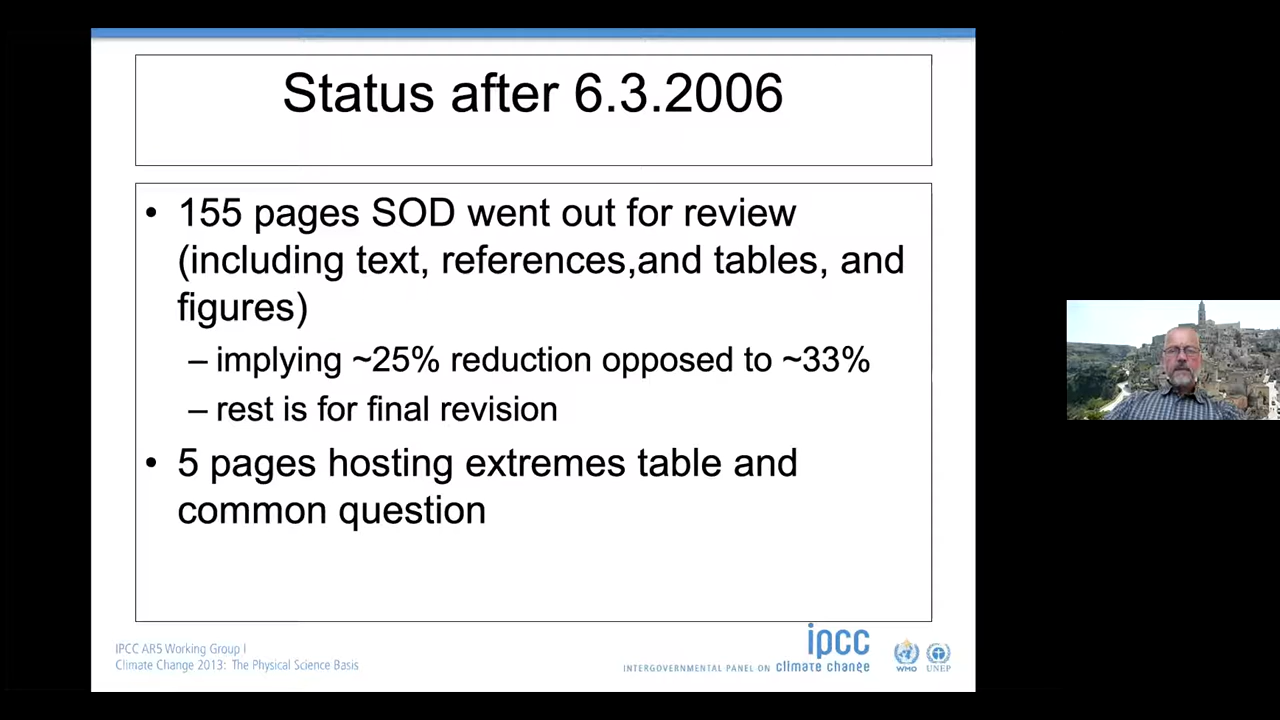 Status after 6.3.2006
• 155 pages SOD went out for review
(including text, references,and tables, and
figures)
– implying ~25% reduction opposed to ~33%
– rest is for final revision
• 5 pages hosting extremes table and
common question
IPCC AR5 Working Group I
Climate Change 2013: The Physical Science Basis
ipcc
INTERGOVERNMENTAL PANEL ON climate change
WMO
UNEP